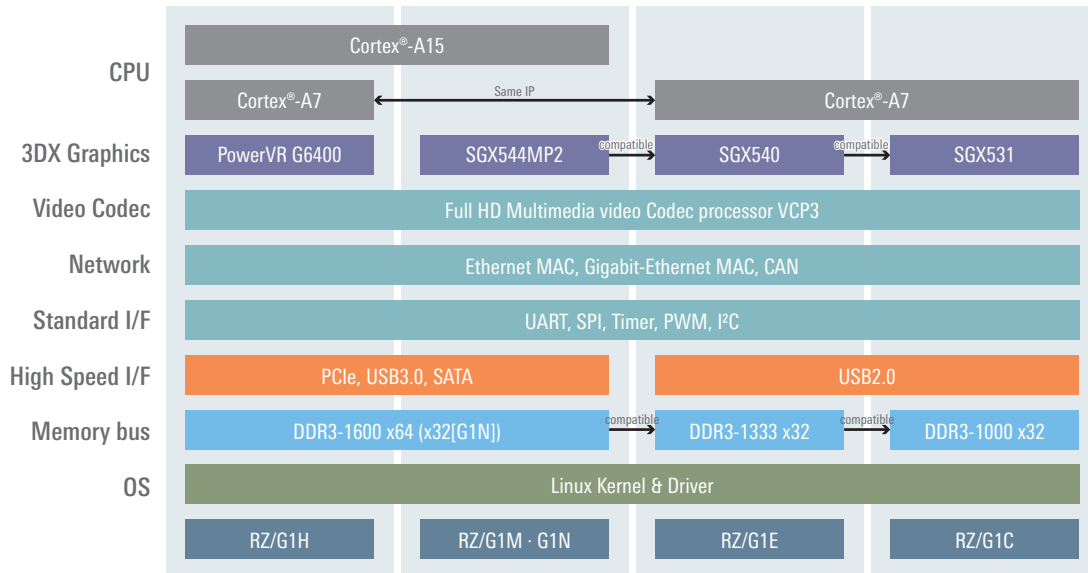 CPU
Cortex®-A15
Cortex®-A7
Same IP
Cortex®-A7
3DX Graphics
PowerVR G6400
SGX544MP2
compatible
SGX540
compatible
SGX531
Video Codec
Full HD Multimedia video Codec processor VCP3
Network
Ethernet MAC, Gigabit-Ethernet MAC, CAN
Standard I/F
UART, SPI, Timer, PWM, I²C
High Speed I/F
PCIe, USB3.0, SATA
USB2.0
Memory bus
DDR3-1600 x64 (x32[G1N])
compatible
DDR3-1333 x32
compatible
DDR3-1000 x32
OS
Linux Kernel & Driver
RZ/G1H
RZ/G1M · G1N
RZ/G1E
RZ/G1C